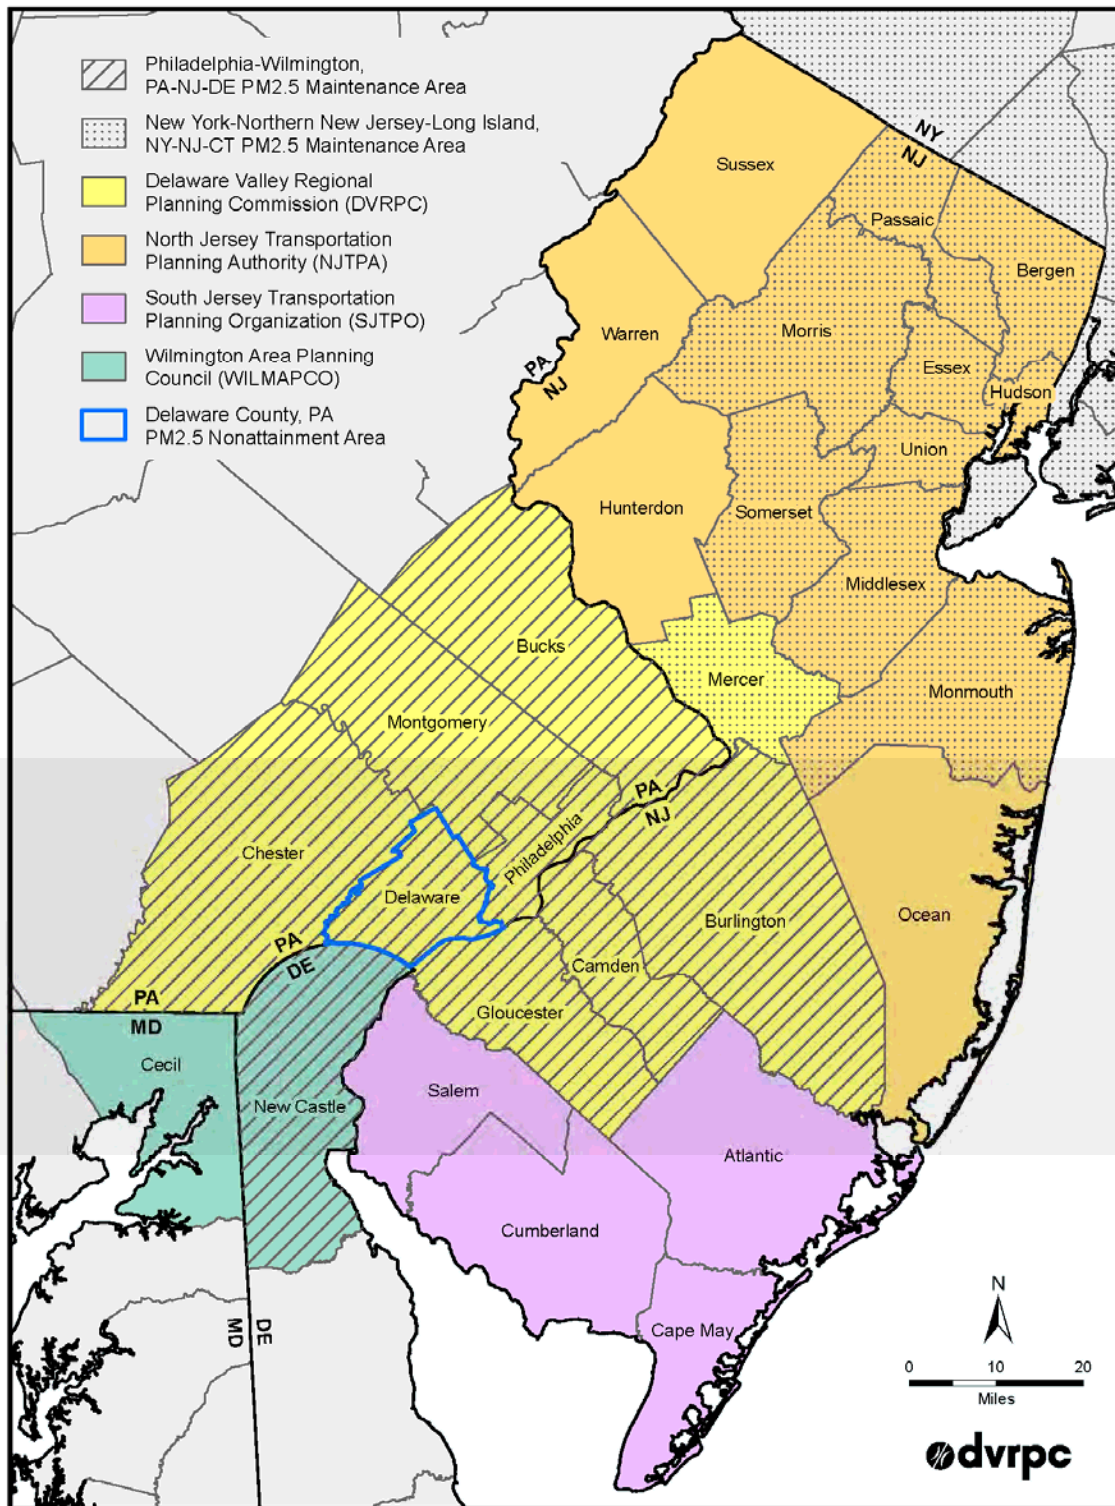 Philadelphia-Wilmington,
PA-NJ-DE PM2.5 Maintenance Area
New York-Northern New Jersey-Long Island,
NY-NJ-CT PM2.5 Maintenance Area
Delaware Valley Regional
Planning Commission (DVRPC)
North Jersey Transportation
Planning Authority (NJTPA)
South Jersey Transportation
Planning Organization (SJTPO)
Wilmington Area Planning
Council (WILMAPCO)
Delaware County, PA
PM2.5 Nonattainment Area
NY
NJ
Sussex
Passaic
Bergen
Warren
Morris
PA
NJ
Essex
Hudson
Union
Hunterdon
Somerset
Middlesex
Bucks
Mercer
Monmouth
Montgomery
PA
NJ
Philadelphia
Chester
Delaware
Burlington
Ocean
PA
DE
Camden
PA
MD
Gloucester
Cecil
New Castle
Salem
Atlantic
Cumberland
MD
DE
Cape May
N
0 10 20
Miles
dvrpc